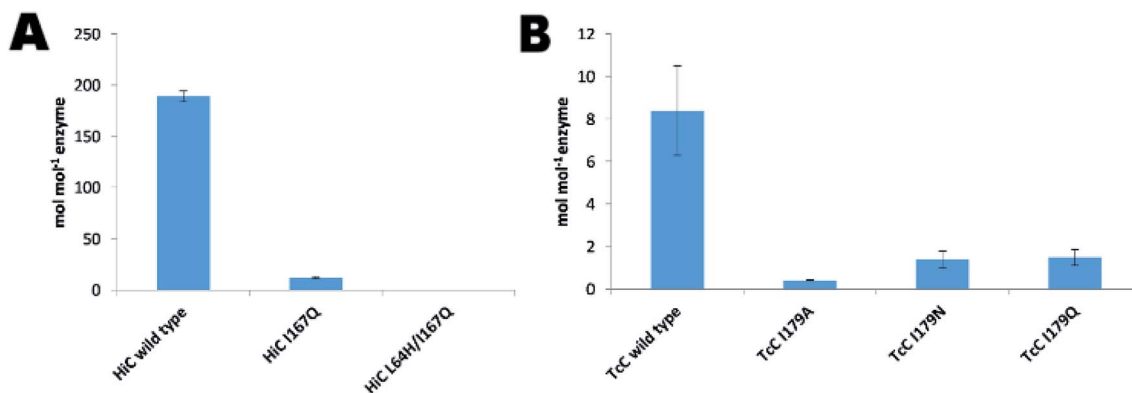 A
250
200
150
100
50
0
mol mol⁻¹ enzyme
HiC wild type
HiC I167Q
HiC L64H/I167Q
B
12
10
8
6
4
2
0
mol mol⁻¹ enzyme
TcC wild type
TcC I179A
TcC I179N
TcC I179Q